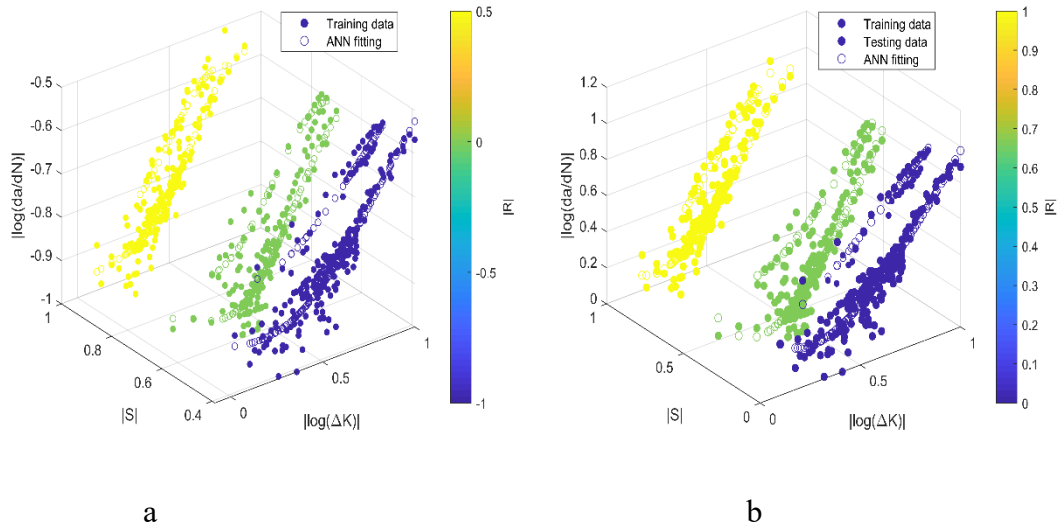 Training data
ANN fitting
-0.5
-0.6
-0.7
-0.8
-0.9
-1
|log(da/dN)|
1
0.8
0.6
0.4
|S|
0
0.5
1
|log(ΔK)|
0.5
0
-0.5
-1
|R|
a
Training data
Testing data
ANN fitting
1.2
1
0.8
0.6
0.4
0.2
0
|log(da/dN)|
1
0.5
0
|S|
0
0.5
1
|log(ΔK)|
1
0.9
0.8
0.7
0.6
0.5
0.4
0.3
0.2
0.1
0
|R|
b